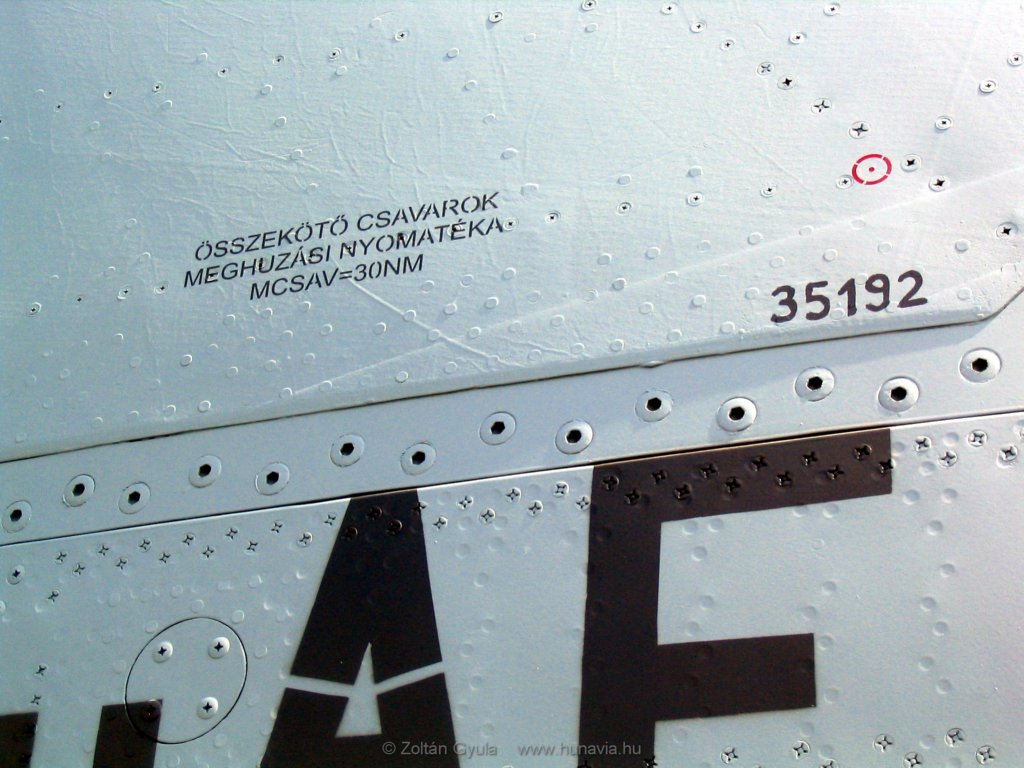 ÖSSZEKÖTŐ CSAVAROK
MEGHUZÁSI NYOMATÉKA
MCSAV=30NM
35192
AF
© Zoltán Gyula www.hunavia.hu